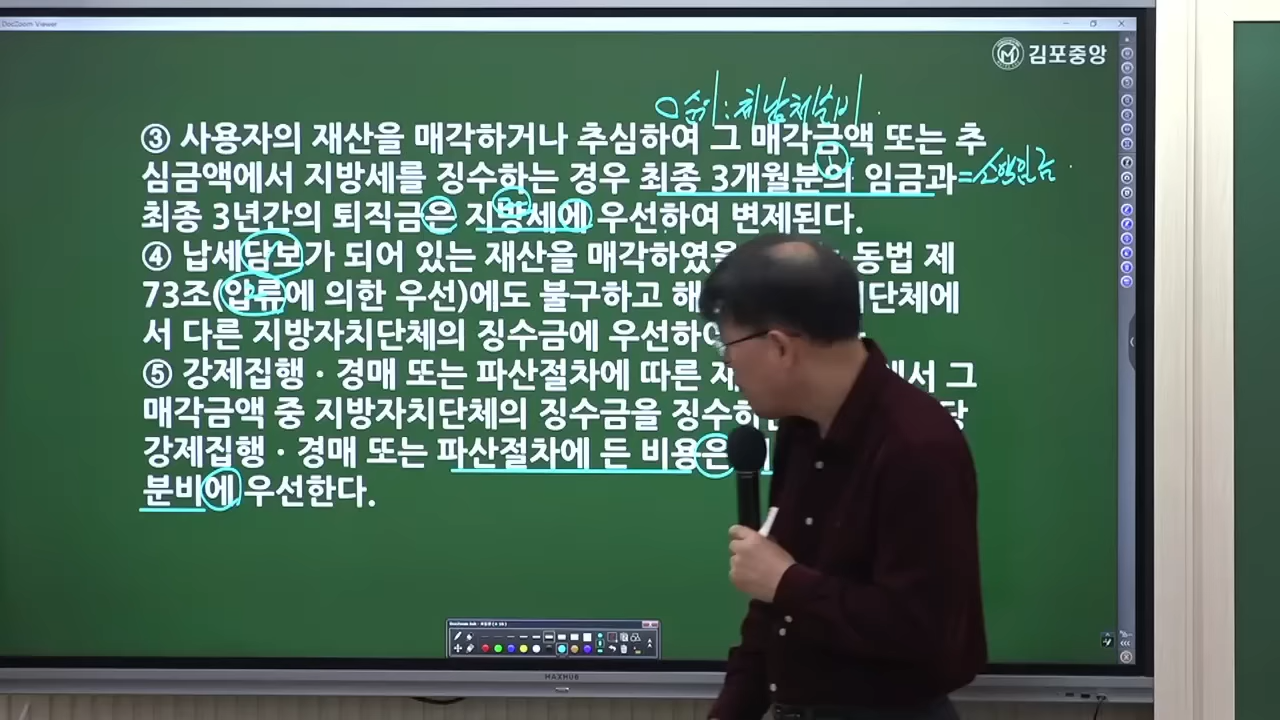 DocZoom Viewer
김포중앙
0순위 : 체납처분비
③ 사용자의 재산을 매각하거나 추심하여 그 매각금액 또는 추
심금액에서 지방세를 징수하는 경우 최종 3개월분의 임금과 =소액임금
최종 3년간의 퇴직금은 지방세에 우선하여 변제된다.
④ 납세담보가 되어 있는 재산을 매각하였을 동법 제
73조(압류에 의한 우선)에도 불구하고 해 단체에
서 다른 지방자치단체의 징수금에 우선하여
⑤ 강제집행 · 경매 또는 파산절차에 따른 재 에서 그
매각금액 중 지방자치단체의 징수금을 징수하는 당
강제집행 · 경매 또는 파산절차에 든 비용은
분비에 우선한다.
MAXHUB